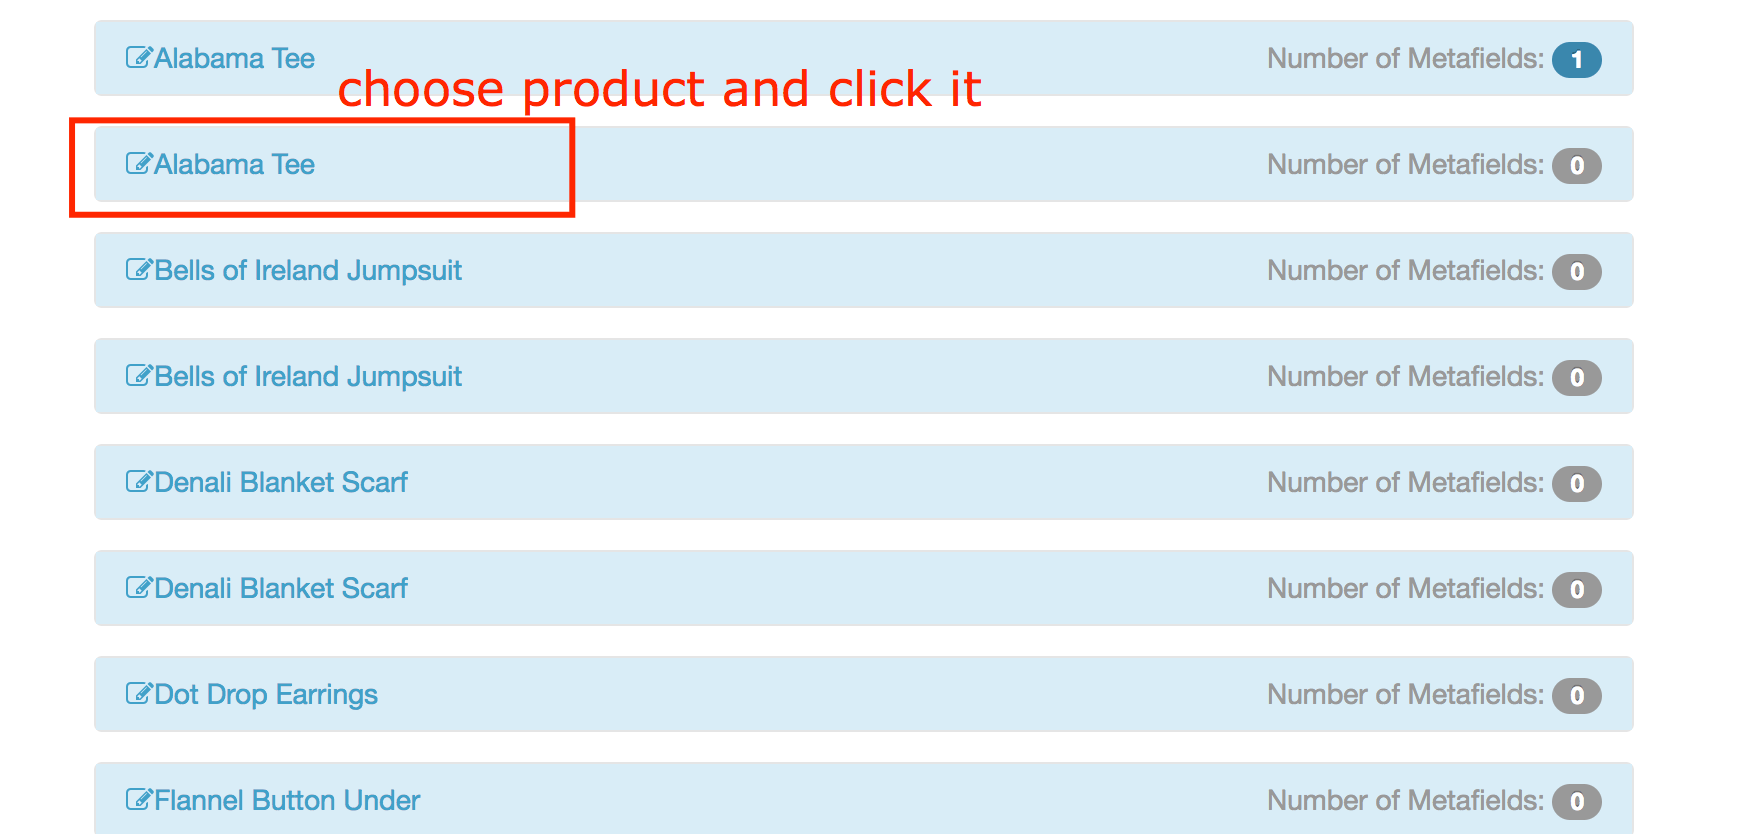 Alabama Tee Number of Metafields: 1
choose product and click it
Alabama Tee Number of Metafields: 0
Bells of Ireland Jumpsuit Number of Metafields: 0
Bells of Ireland Jumpsuit Number of Metafields: 0
Denali Blanket Scarf Number of Metafields: 0
Denali Blanket Scarf Number of Metafields: 0
Dot Drop Earrings Number of Metafields: 0
Flannel Button Under Number of Metafields: 0